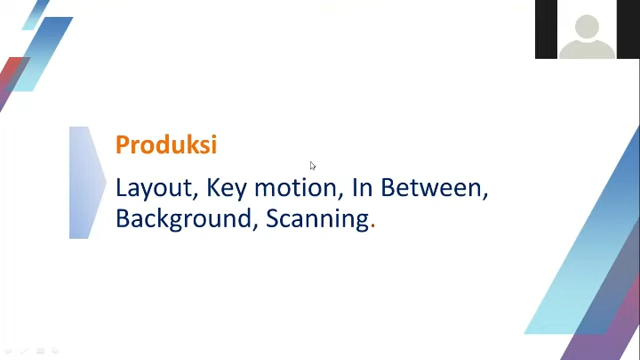 Produksi
Layout, Key motion, In Between,
Background, Scanning.